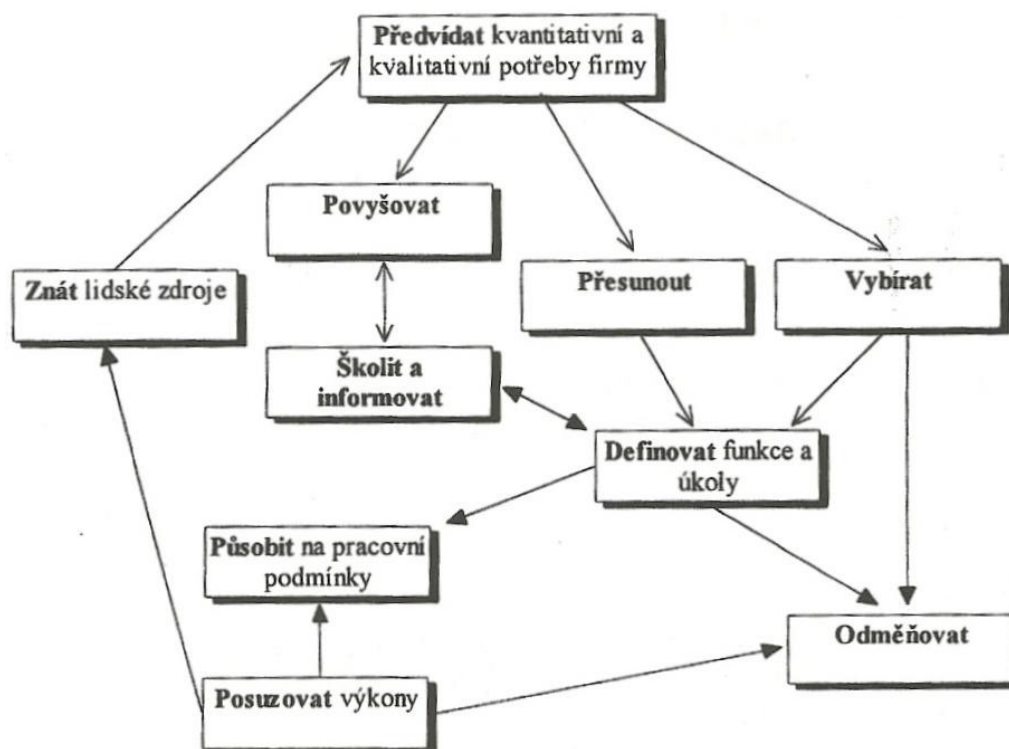 Předvídat kvantitativní a
kvalitativní potřeby firmy
Povyšovat
Znát lidské zdroje
Přesunout
Vybírat
Školit a
informovat
Definovat funkce a
úkoly
Působit na pracovní
podmínky
Odměňovat
Posuzovat výkony